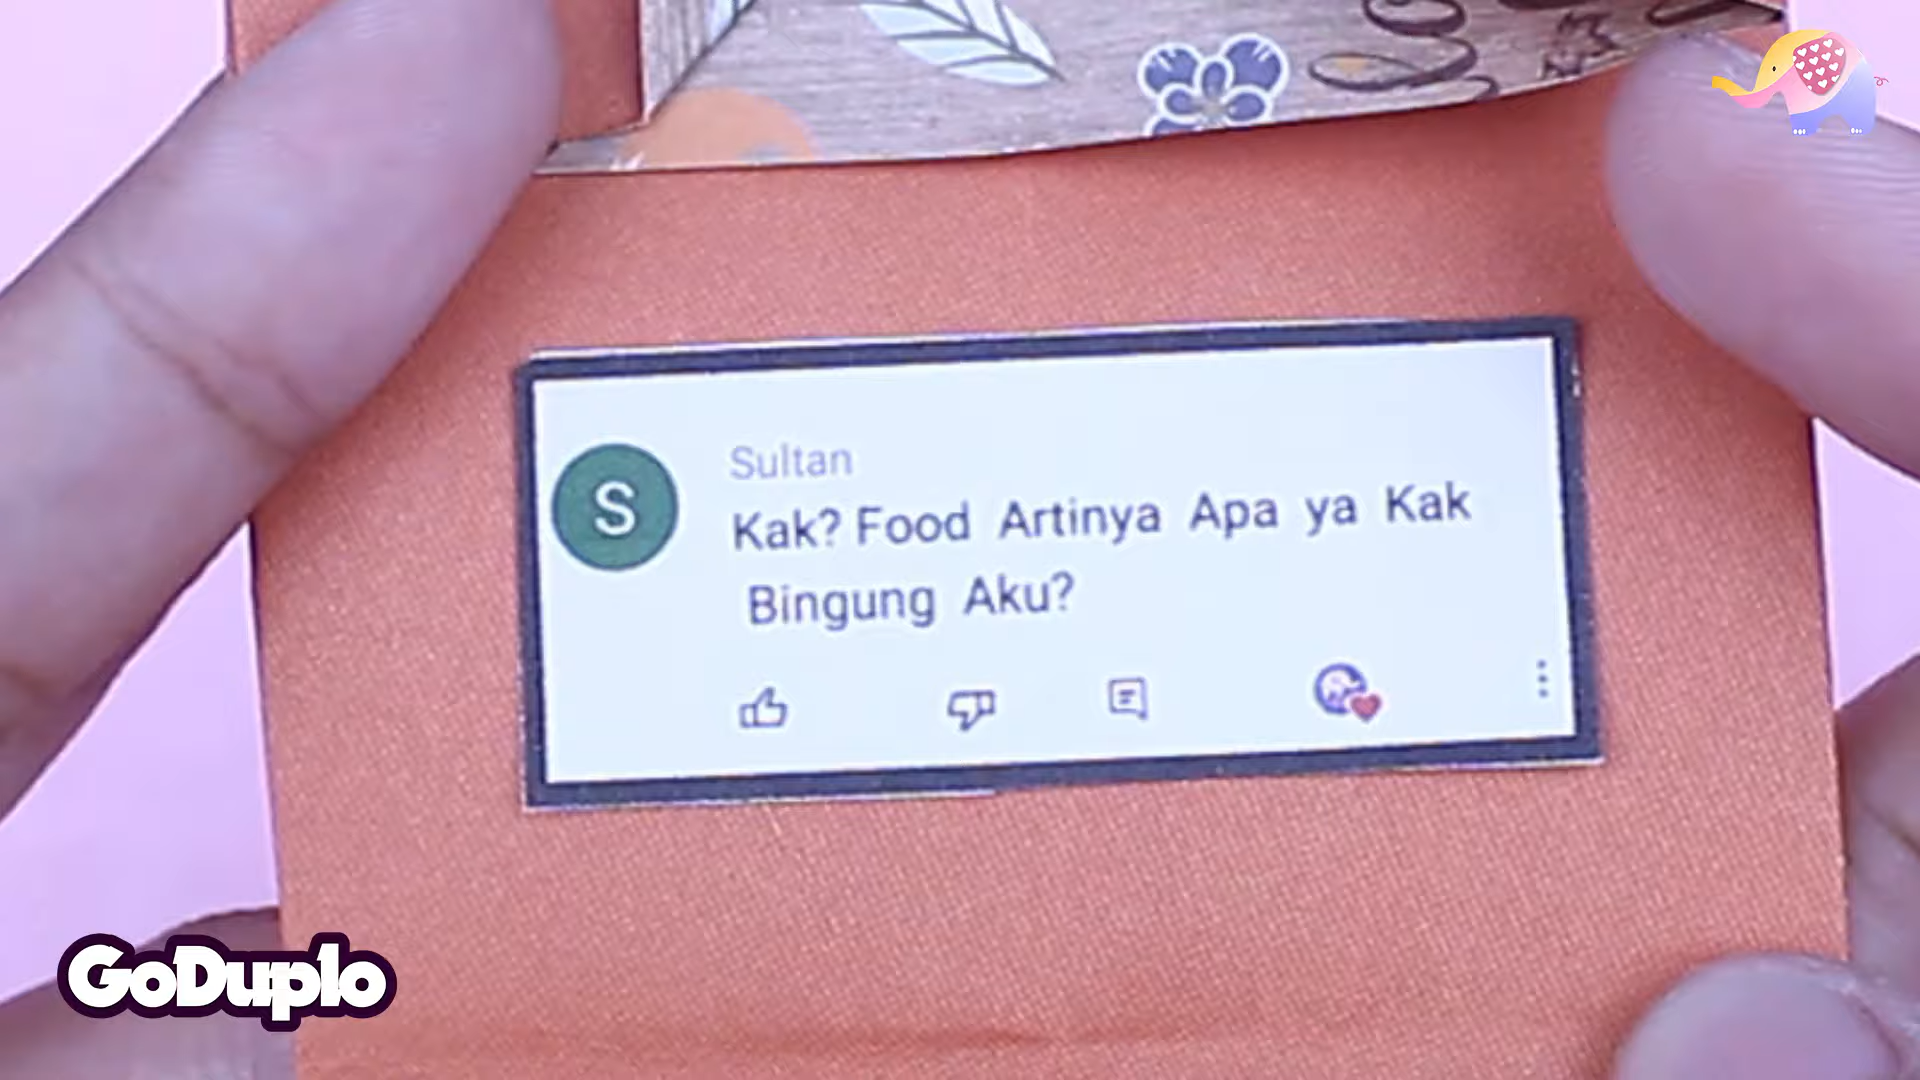 Sultan
S
Kak? Food Artinya Apa ya Kak
Bingung Aku?
GoDuplo